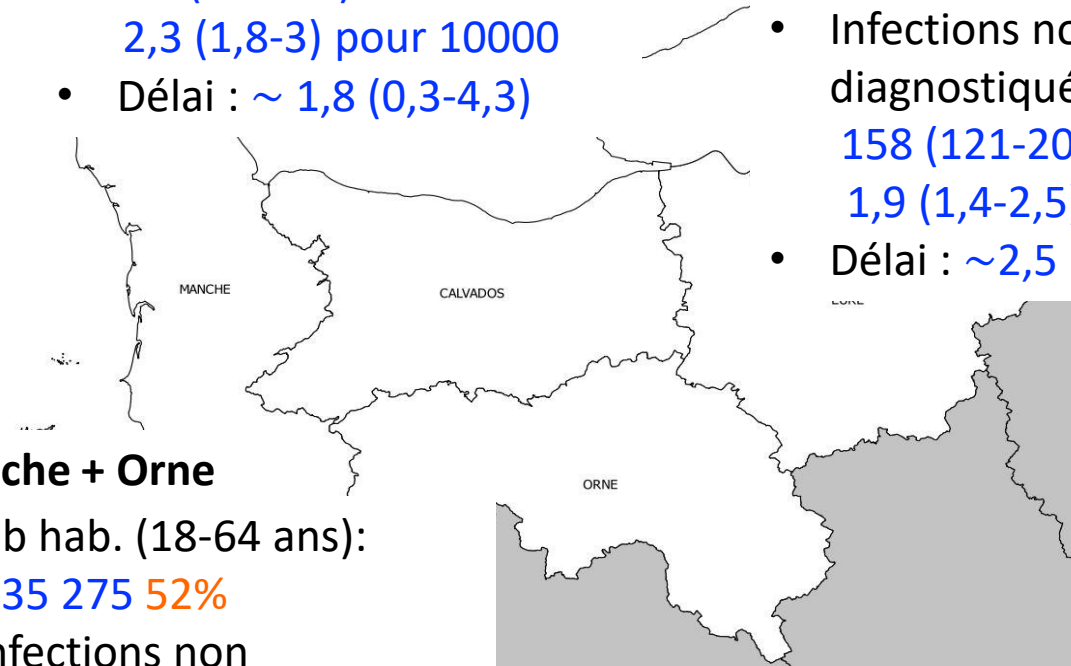 2,3 (1,8-3) pour 10000
• Délai : ~ 1,8 (0,3-4,3)
• Infections no
diagnostiqué
158 (121-20
1,9 (1,4-2,5)
• Délai : ~2,5
MANCHE
CALVADOS
EURE
ORNE
che + Orne
b hab. (18-64 ans):
35 275 52%
nfections non